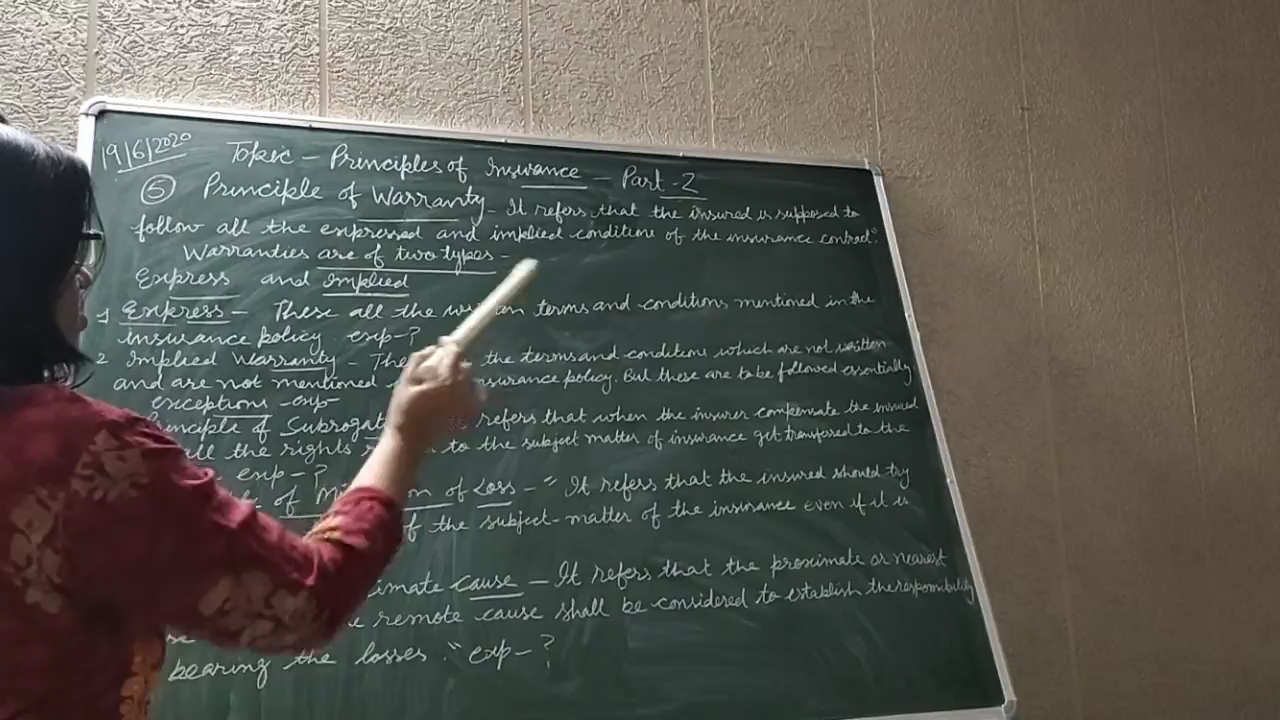 19/6/2020
Topic - Principles of Insurance - Part-2
⑤ Principle of Warranty - It refers that the insured is supposed to
follow all the expressed and implied conditions of the insurance contract.
Warranties are of two types -
Express and Implied
1 Express - These all the terms and conditions mentioned in the
insurance policy. exp-?
2 Implied Warranty - the terms and conditions which are not written
and are not mentioned insurance policy. But these are to be followed essentially
exceptions - exp-
of refers that when the insurer compensate the insured
all the rights to the subject matter of insurance get transfered to the
exp-?
of of Loss - "It refers that the insured should try
the subject-matter of the insurance even if it is
cause - It refers that the proximate or nearest
remote cause shall be considered to establish the responsibility
bearing the losses." exp-?